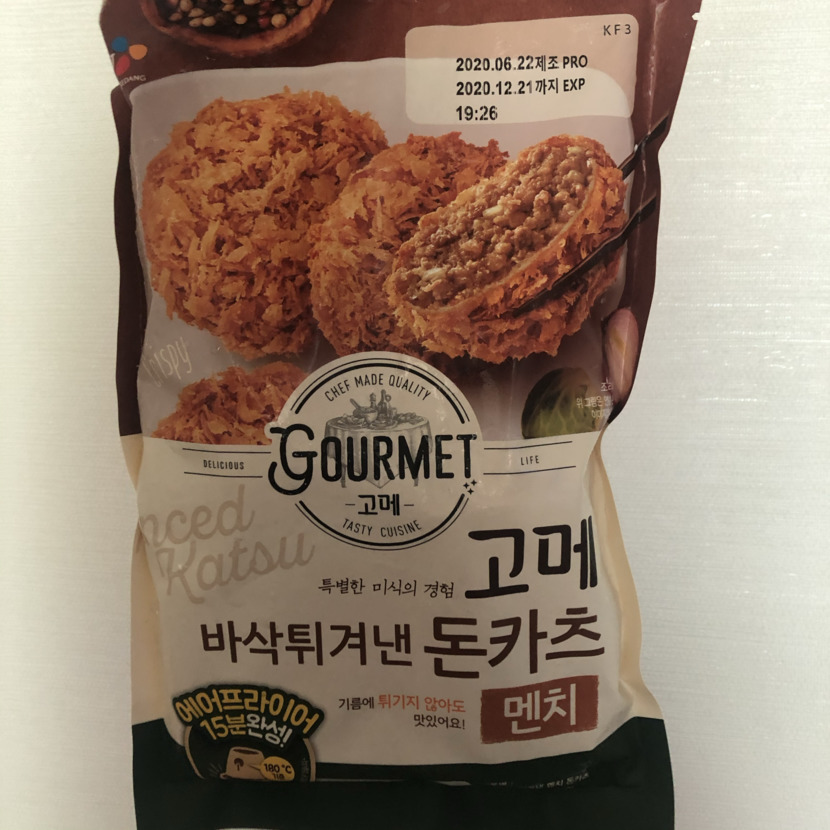 KF3
2020.06.22제조 PRO
2020.12.21까지 EXP
19:26
CHEF MADE QUALITY
DELICIOUS
GOURMET
LIFE
고메
TASTY CUISINE
Katsu
특별한 미식의 경험
고메
바삭튀겨낸 돈카츠
멘치
기름에 튀기지 않아도
맛있어요!
에어프라이어
15분완성!
180℃